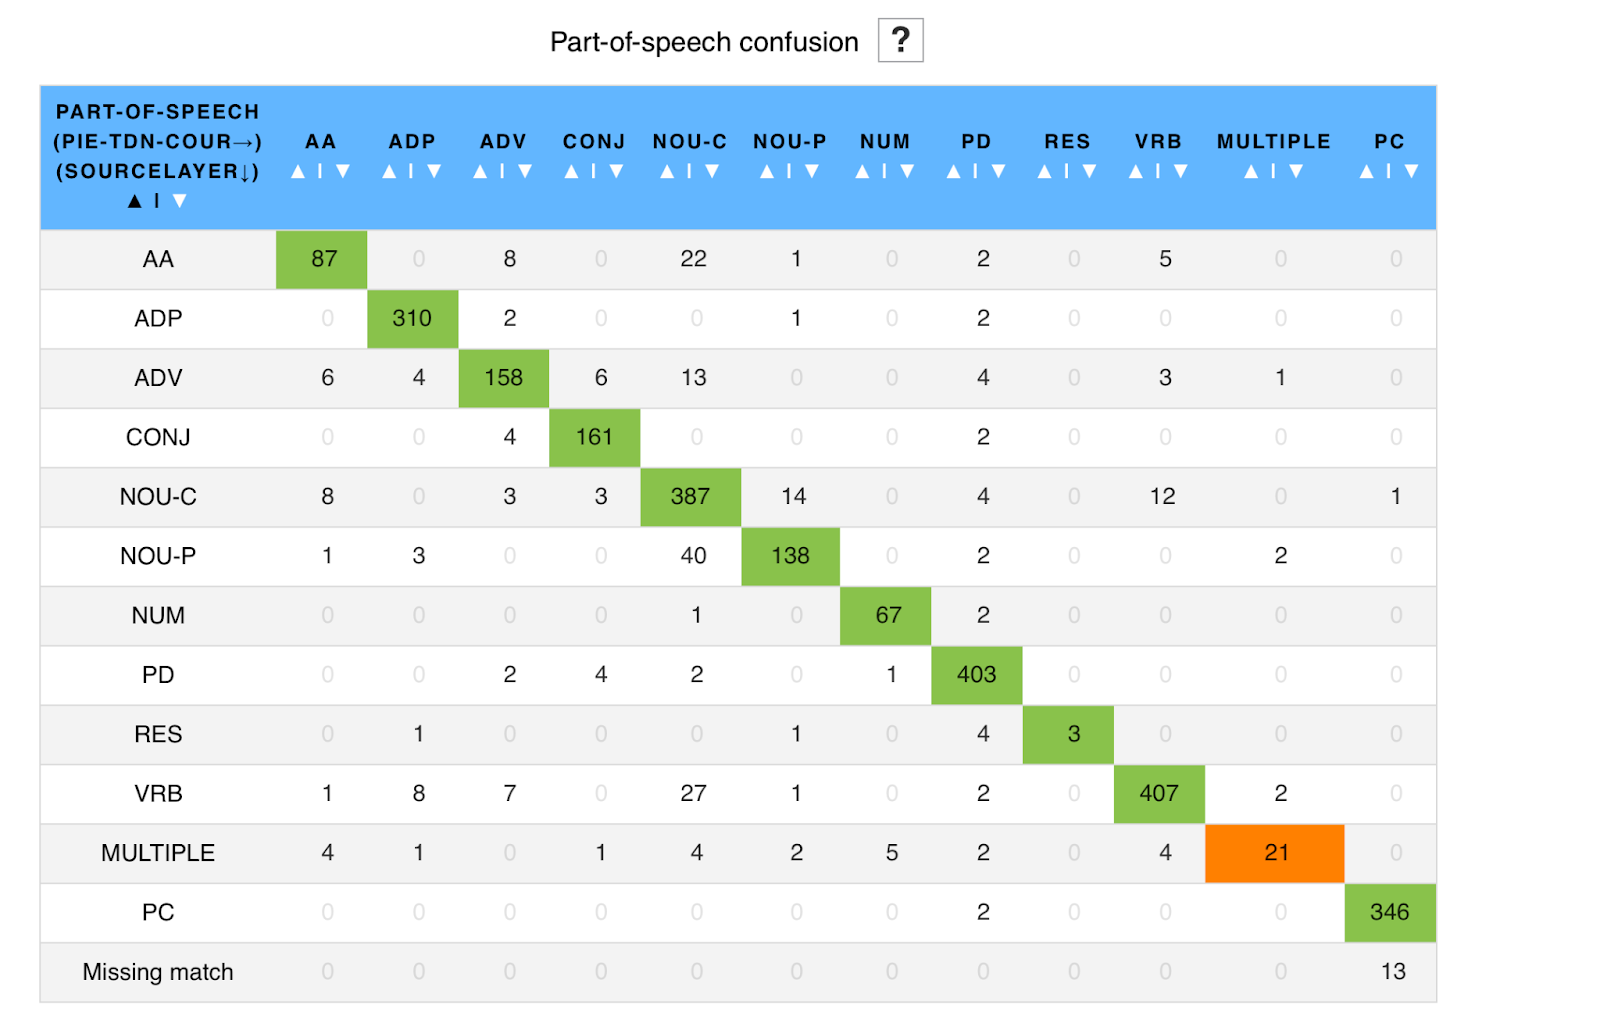 Part-of-speech confusion ?
PART-OF-SPEECH
(PIE-TDN-COUR→)
(SOURCELAYER↓)
▲ I ▼
AA ADP ADV CONJ NOU-C NOU-P NUM PD RES VRB MULTIPLE PC
▲ I ▼ ▲ I ▼ ▲ I ▼ ▲ I ▼ ▲ I ▼ ▲ I ▼ ▲ I ▼ ▲ I ▼ ▲ I ▼ ▲ I ▼ ▲ I ▼ ▲ I ▼
AA 87 0 8 0 22 1 0 2 0 5 0 0
ADP 0 310 2 0 0 1 0 2 0 0 0 0
ADV 6 4 158 6 13 0 0 4 0 3 1 0
CONJ 0 0 4 161 0 0 0 2 0 0 0 0
NOU-C 8 0 3 3 387 14 0 4 0 12 0 1
NOU-P 1 3 0 0 40 138 0 2 0 0 2 0
NUM 0 0 0 0 1 0 67 2 0 0 0 0
PD 0 0 2 4 2 0 1 403 0 0 0 0
RES 0 1 0 0 0 1 0 4 3 0 0 0
VRB 1 8 7 0 27 1 0 2 0 407 2 0
MULTIPLE 4 1 0 1 4 2 5 2 0 4 21 0
PC 0 0 0 0 0 0 0 2 0 0 0 346
Missing match 0 0 0 0 0 0 0 0 0 0 0 13